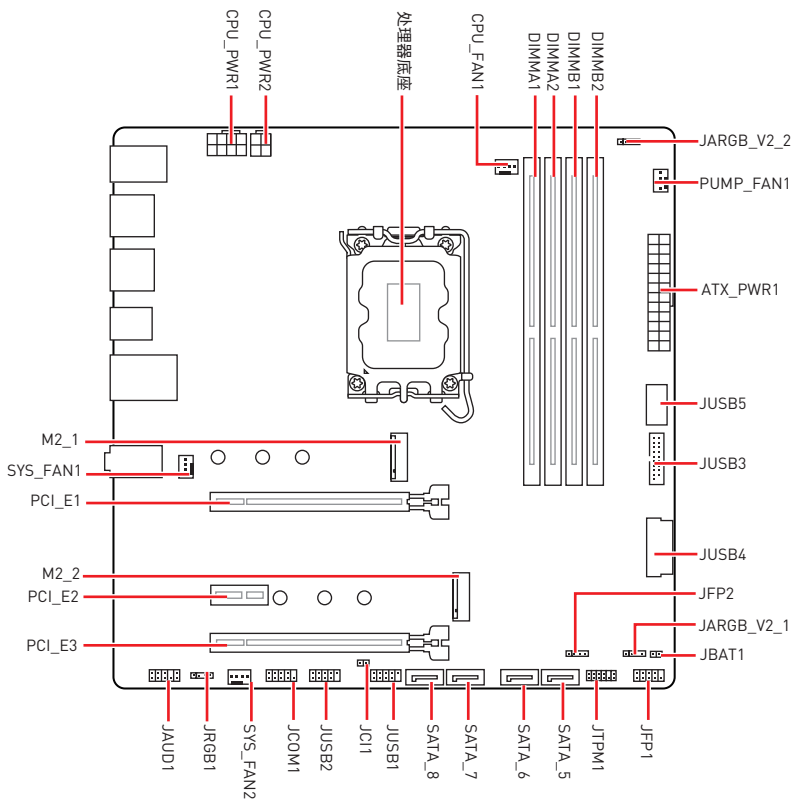 CPU_PWR1
CPU_PWR2
处理器底座
CPU_FAN1
DIMMA1
DIMMA2
DIMMB1
DIMMB2
JARGB_V2_2
PUMP_FAN1
ATX_PWR1
JUSB5
JUSB3
JUSB4
JFP2
JARGB_V2_1
JBAT1
M2_1
SYS_FAN1
PCI_E1
M2_2
PCI_E2
PCI_E3
JAUD1
JRGB1
SYS_FAN2
JCOM1
JUSB2
JCI1
JUSB1
SATA_8
SATA_7
SATA_6
SATA_5
JTPM1
JFP1